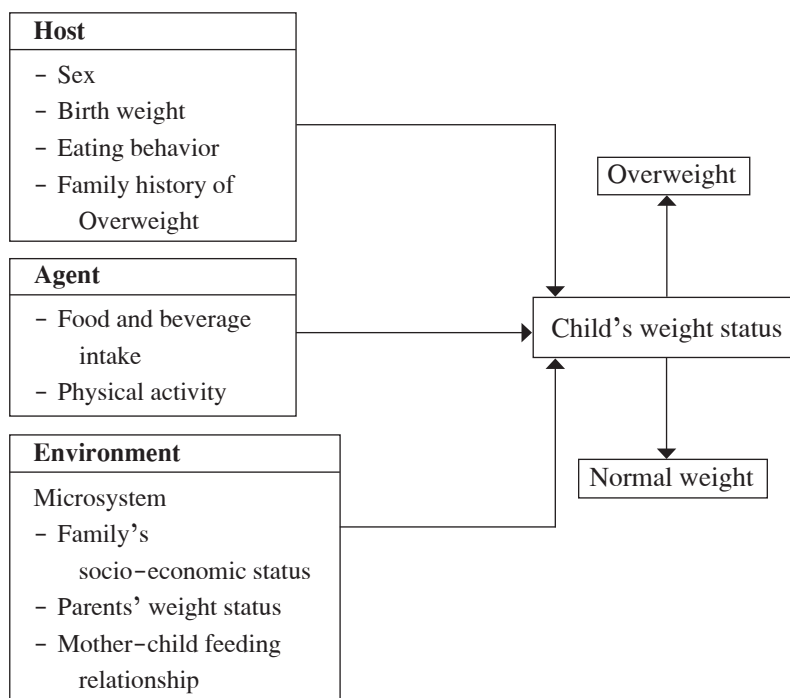 Host
- Sex
- Birth weight
- Eating behavior
- Family history of
Overweight
Agent
- Food and beverage
intake
- Physical activity
Environment
Microsystem
- Family's
socio-economic status
- Parents' weight status
- Mother-child feeding
relationship
Overweight
Child's weight status
Normal weight